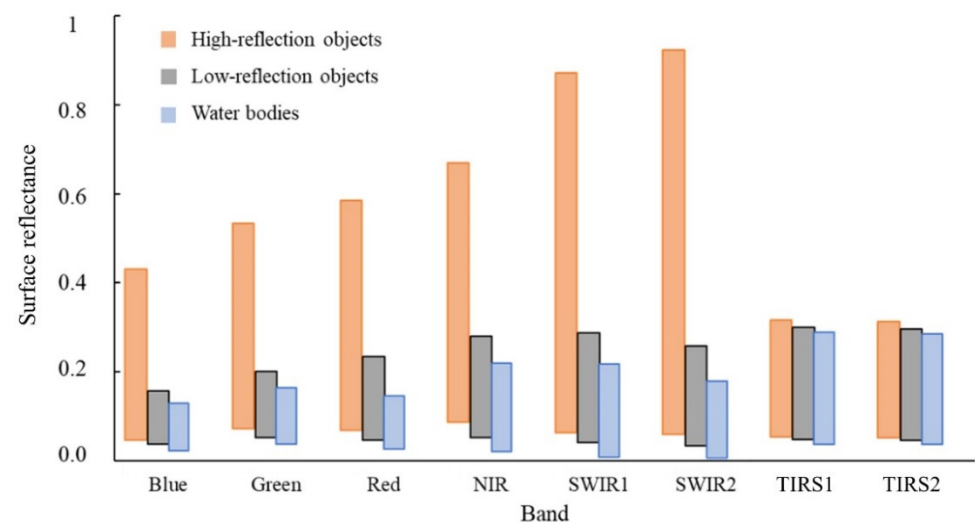 1
High-reflection objects
Low-reflection objects
Water bodies
0.8
0.6
0.4
0.2
0.0
Surface reflectance
Blue Green Red NIR SWIR1 SWIR2 TIRS1 TIRS2
Band